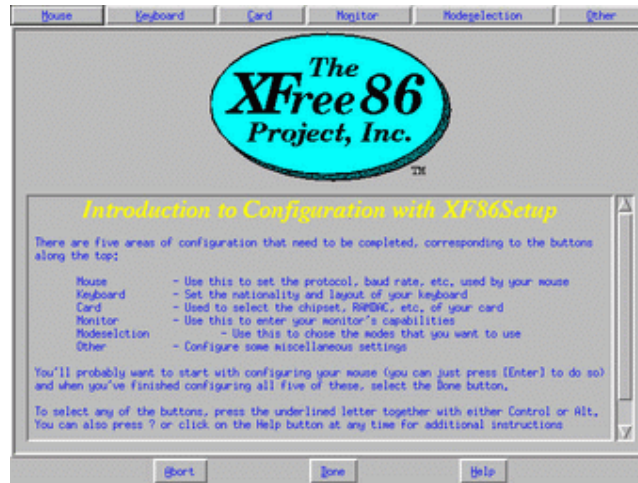 Mouse Keyboard Card Monitor Modeselection Other
The
XFree86
Project, Inc.
TM
Introduction to Configuration with XF86Setup
There are five areas of configuration that need to be completed, corresponding to the buttons
along the top:
Mouse - Use this to set the protocol, baud rate, etc. used by your mouse
Keyboard - Set the nationality and layout of your keyboard
Card - Used to select the chipset, RAMDAC, etc. of your card
Monitor - Use this to enter your monitor's capabilities
Modeselction - Use this to chose the modes that you want to use
Other - Configure some miscellaneous settings
You'll probably want to start with configuring your mouse (you can just press [Enter] to do so)
and when you've finished configuring all five of these, select the Done button.
To select any of the buttons, press the underlined letter together with either Control or Alt.
You can also press ? or click on the Help button at any time for additional instructions
Abort Done Help